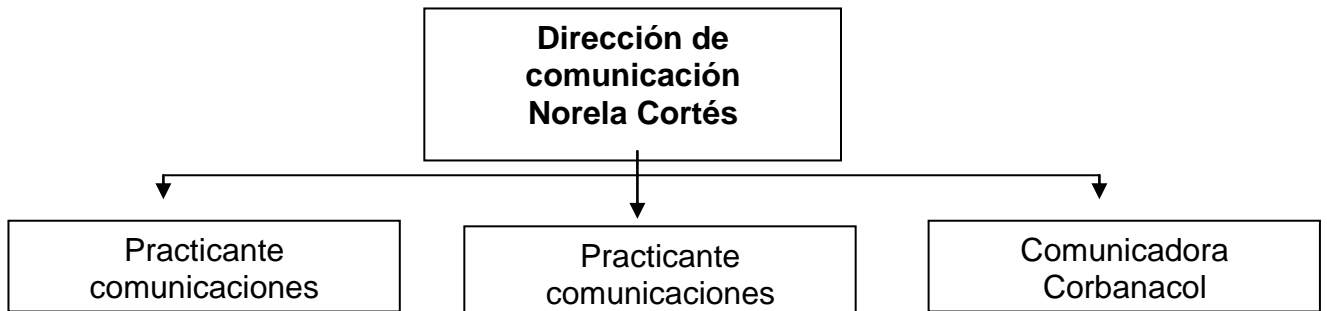 Dirección de
comunicación
Norela Cortés
Practicante
comunicaciones
Practicante
comunicaciones
Comunicadora
Corbanacol